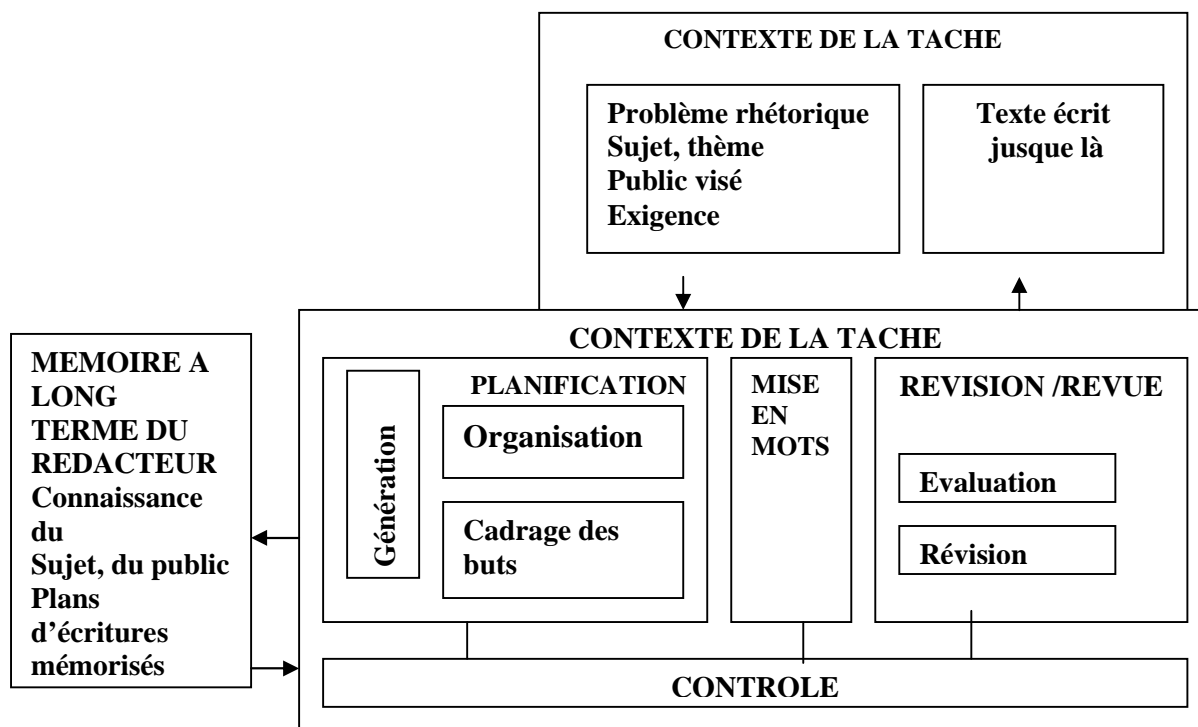 CONTEXTE DE LA TACHE
Problème rhétorique
Sujet, thème
Public visé
Exigence
Texte écrit
jusque là
MEMOIRE A
LONG
TERME DU
REDACTEUR
Connaissance
du
Sujet, du public
Plans
d’écritures
mémorisés
CONTEXTE DE LA TACHE
PLANIFICATION
Génération
Organisation
Cadrage des
buts
MISE
EN
MOTS
REVISION /REVUE
Evaluation
Révision
CONTROLE